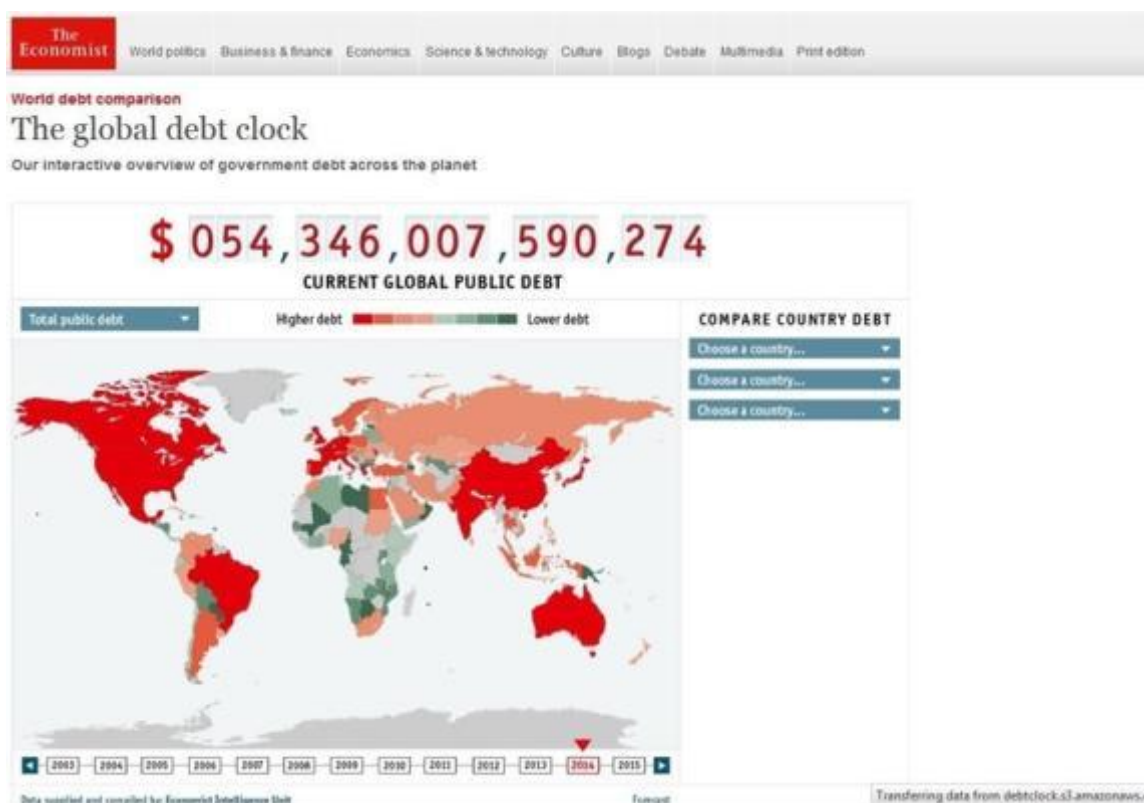 The
Economist
World politics Business & finance Economics Science & technology Culture Blogs Debate Multimedia Print edition
World debt comparison
The global debt clock
Our interactive overview of government debt across the planet
$ 054,346,007,590,274
CURRENT GLOBAL PUBLIC DEBT
Total public debt Higher debt Lower debt COMPARE COUNTRY DEBT
Choose a country...
Choose a country...
Choose a country...
2003 2004 2005 2006 2007 2008 2009 2010 2011 2012 2013 2014 2015
Data supplied and compiled by: Economist Intelligence Unit Forecast
Transferring data from debtclock.s3.amazonaws.